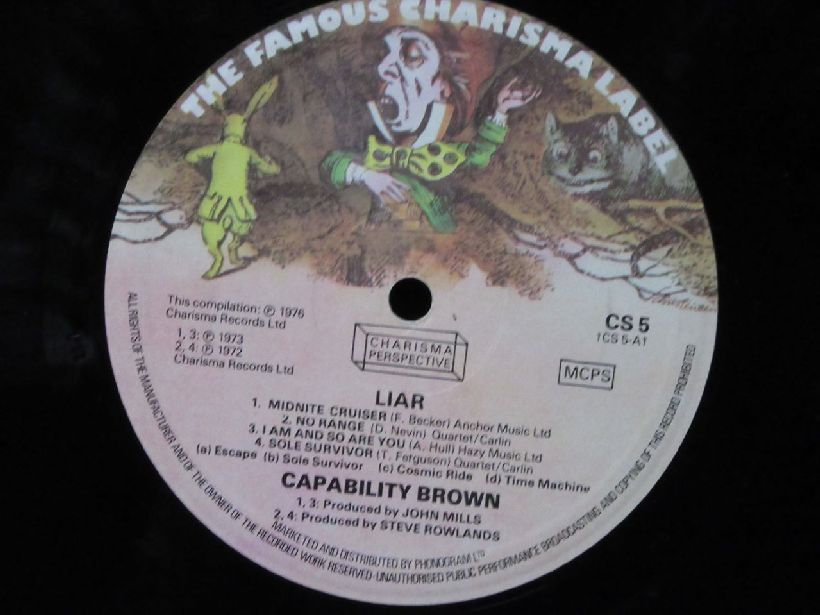 THE FAMOUS CHARISMA LABEL
This compilation: ℗ 1976
Charisma Records Ltd
1, 3: ℗ 1973
2, 4: ℗ 1972
Charisma Records Ltd
CHARISMA
PERSPECTIVE
CS 5
†CS 5-A†
MCPS
LIAR
1. MIDNITE CRUISER (F. Becker) Anchor Music Ltd
2. NO RANGE (D. Nevin) Quartet/Carlin
3. I AM AND SO ARE YOU (A. Hull) Hazy Music Ltd
4. SOLE SURVIVOR (T. Ferguson) Quartet/Carlin
(a) Escape (b) Sole Survivor (c) Cosmic Ride (d) Time Machine
CAPABILITY BROWN
1, 3: Produced by JOHN MILLS
2, 4: Produced by STEVE ROWLANDS
MARKETED AND DISTRIBUTED BY PHONOGRAM LTD
ALL RIGHTS OF THE MANUFACTURER AND OF THE OWNER OF THE RECORDED WORK RESERVED-UNAUTHORISED PUBLIC PERFORMANCE BROADCASTING AND COPYING OF THIS RECORD PROHIBITED